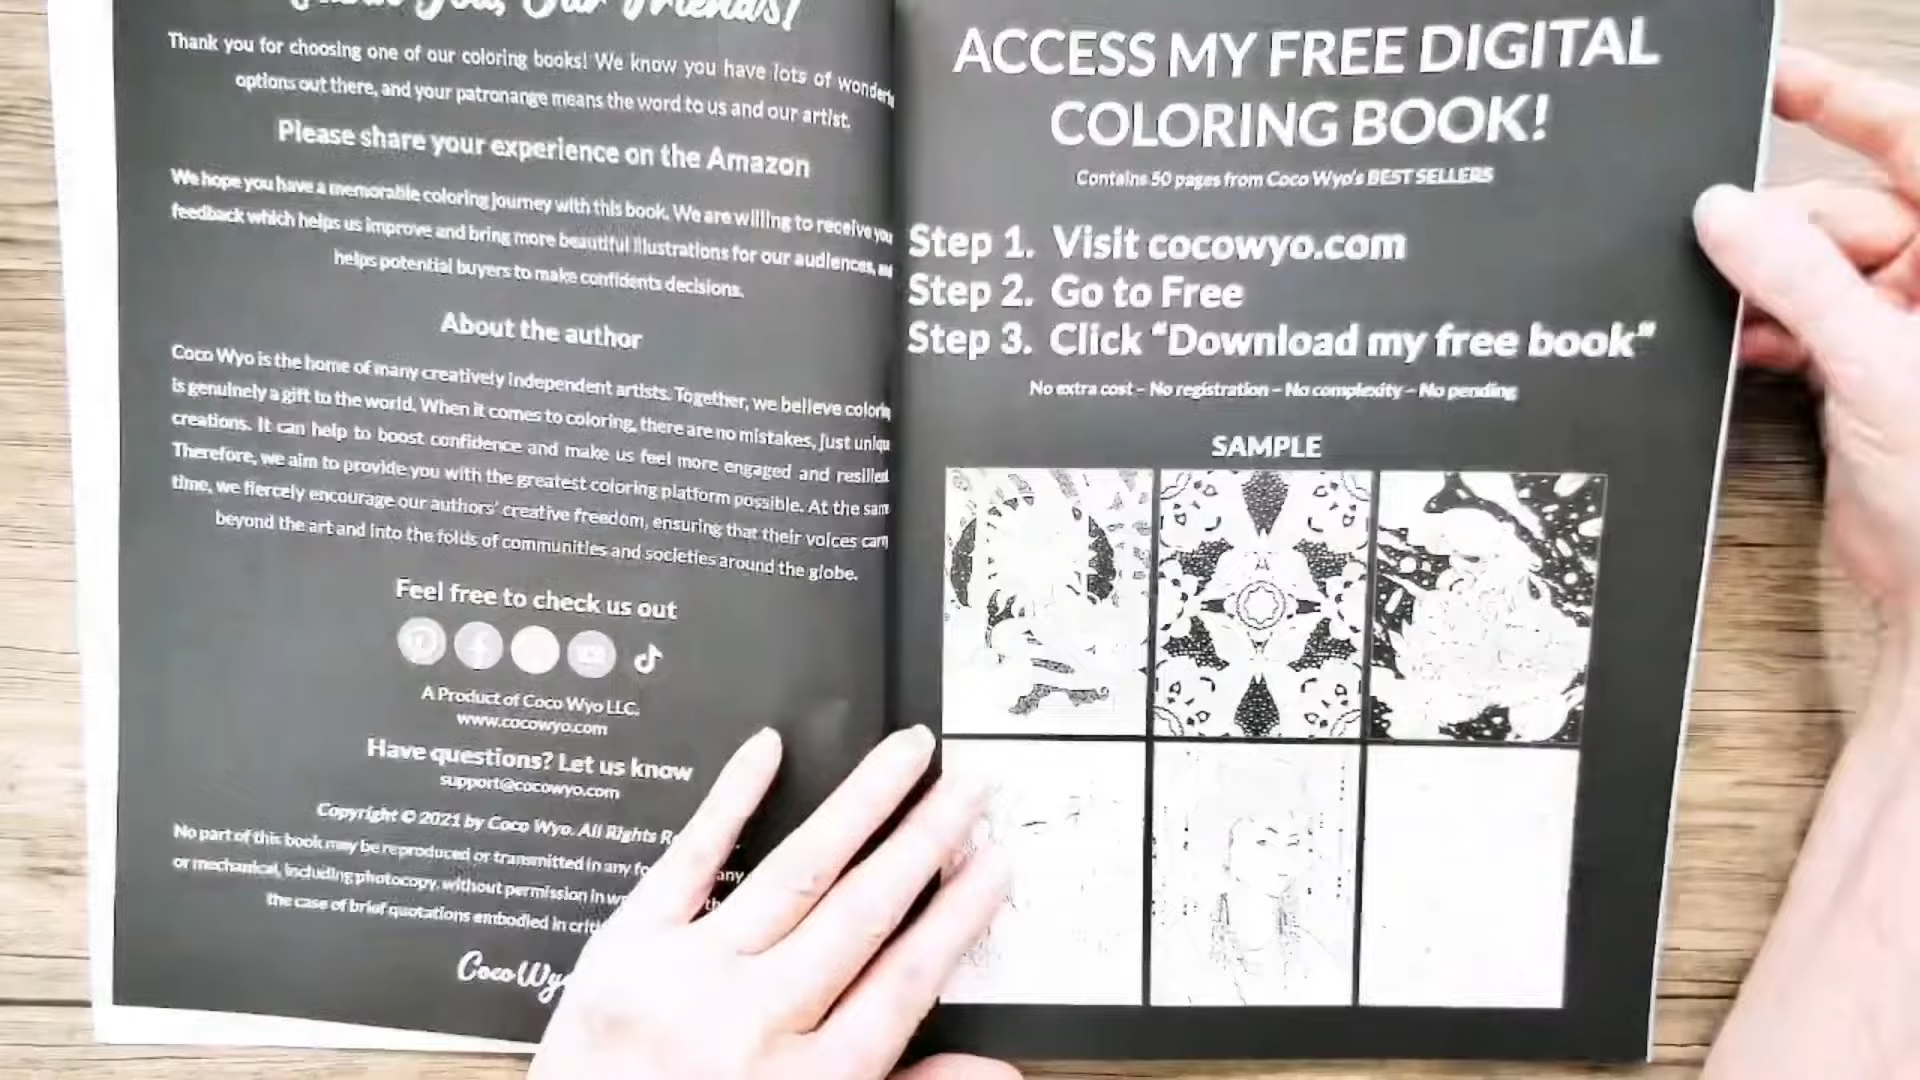 Thank You, Our Friends!
Thank you for choosing one of our coloring books! We know you have lots of
options out there, and your patronange means the word to us and our artist.
Please share your experience on the Amazon
We hope you have a memorable coloring journey with this book. We are willing to receive you
feedback which helps us improve and bring more beautiful illustrations for our audiences,
helps potential buyers to make confidents decisions.
About the author
Coco Wyo is the home of many creatively independent artists. Together, we believe
is genuinely a gift to the world. When it comes to coloring, there are no mistakes, just
creations. It can help to boost confidence and make us feel more engaged and
Therefore, we aim to provide you with the greatest coloring platform possible. At the
time, we fiercely encourage our authors' creative freedom, ensuring that their voices
beyond the art and into the folds of communities and societies around the globe.
Feel free to check us out
A Product of Coco Wyo LLC.
www.cocowyo.com
Have questions? Let us know
support@cocowyo.com
Copyright © 2021 by Coco Wyo. All Rights
No part of this book may be reproduced or transmitted in any any
or mechanical, including photocopy, without permission in
the case of brief quotations embodied in
Coco
ACCESS MY FREE DIGITAL
COLORING BOOK!
Contains 50 pages from Coco Wyo's BEST SELLERS
Step 1. Visit cocowyo.com
Step 2. Go to Free
Step 3. Click "Download my free book"
No extra cost – No registration – No complexity – No pending
SAMPLE